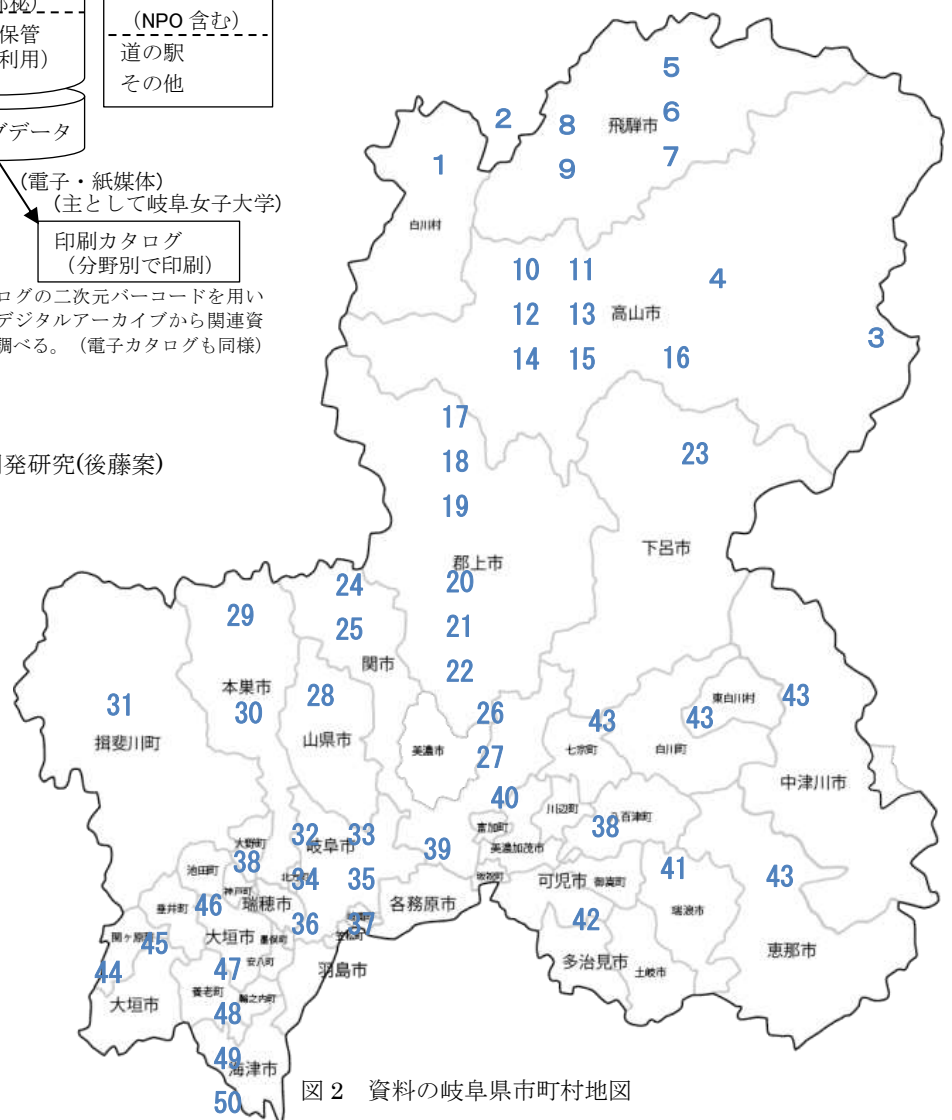 （NPO 含む）
保管
道の駅
利用）
その他
グデータ
（電子・紙媒体）
（主として岐阜女子大学）
印刷カタログ
（分野別で印刷）
ログの二次元バーコードを用い
デジタルアーカイブから関連資
調べる。（電子カタログも同様）
発研究(後藤案)
5
2
8
飛騨市
6
1
9
7
白川村
10
11
4
12
13
高山市
3
14
15
16
17
18
23
19
郡上市
下呂市
20
24
29
25
21
関市
22
本巣市
28
東白川村
43
31
30
26
43
43
揖斐川町
山県市
美濃市
27
七宗町
白川町
中津川市
40
川辺町
八百津町
38
富加町
32
33
大野町
岐阜市
39
美濃加茂市
38
池田町
34
35
坂祝町
可児市
御嵩町
41
43
神戸町
北方町
46
瑞穂市
各務原市
瑞浪市
垂井町
36
37
42
関ヶ原町
45
大垣市
墨俣町
笠松町
恵那市
44
47
安八町
羽島市
多治見市
土岐市
大垣市
養老町
輪之内町
48
49
海津市
50
図 2　資料の岐阜県市町村地図